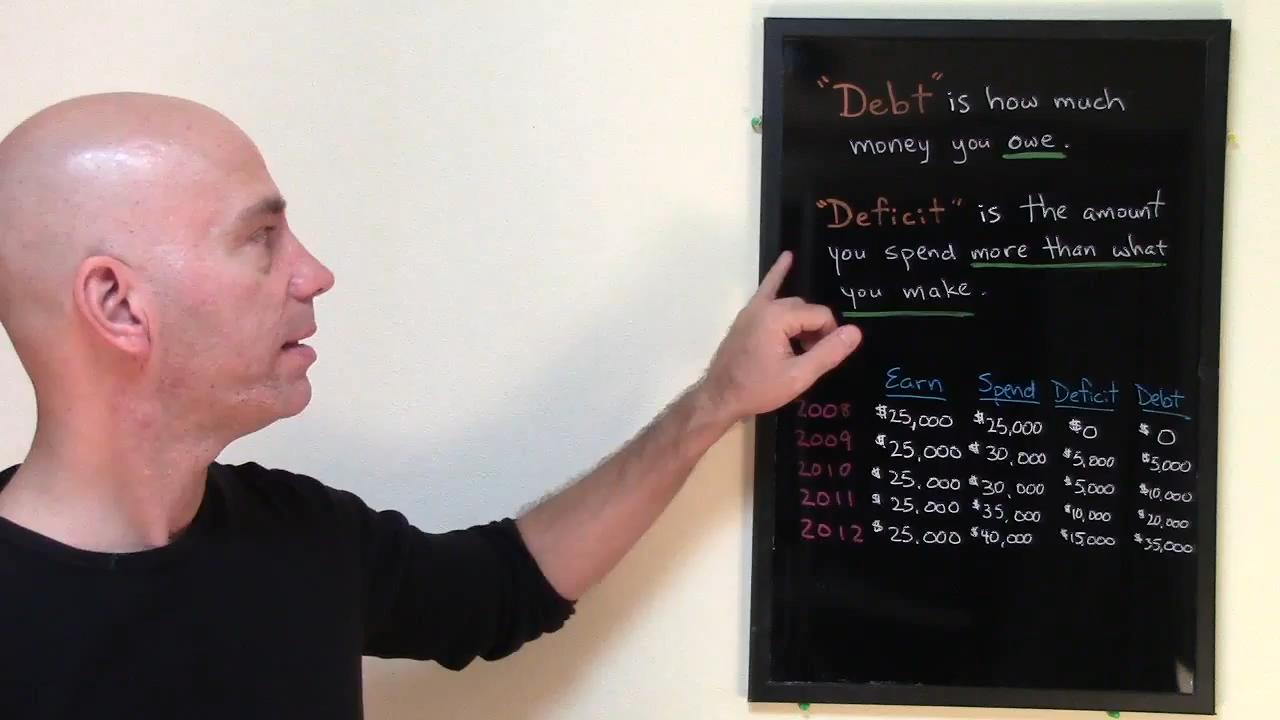 "Debt" is how much
money you owe.
"Deficit" is the amount
you spend more than what
you make.
Earn Spend Deficit Debt
2008 $25,000 $25,000 $0 $0
2009 $25,000 $30,000 $5,000 $5,000
2010 $25,000 $30,000 $5,000 $10,000
2011 $25,000 $35,000 $10,000 $20,000
2012 $25,000 $40,000 $15,000 $35,000